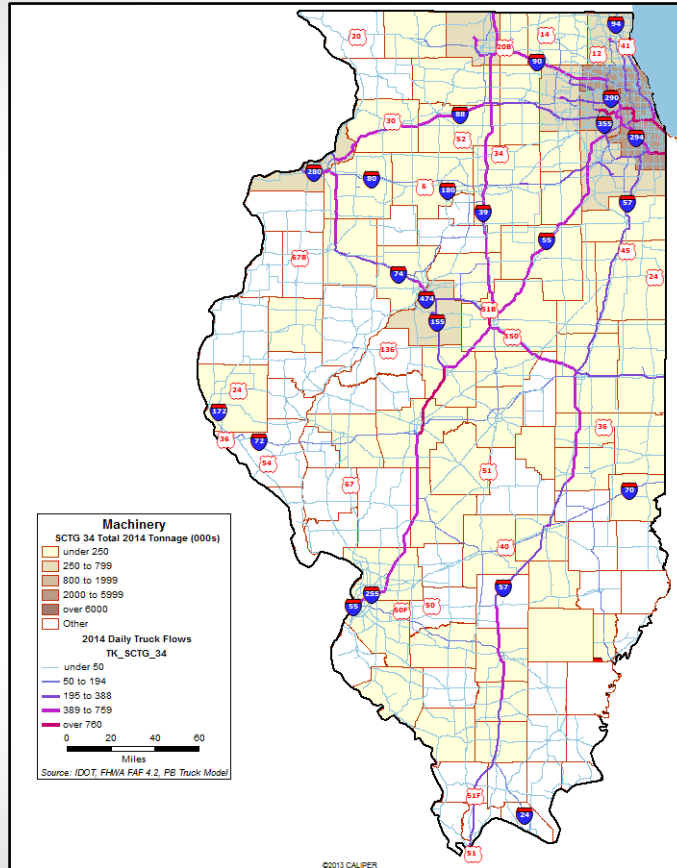 94
20
14
20B
12
41
90
290
88
30
355
52
294
34
280
80
6
180
57
39
55
45
67B
74
24
474
51B
155
150
136
24
172
36
36
72
54
51
67
70
40
57
255
55
50F
50
51F
24
51
Machinery
SCTG 34 Total 2014 Tonnage (000s)
under 250
250 to 799
800 to 1999
2000 to 5999
over 6000
Other
2014 Daily Truck Flows
TK_SCTG_34
under 50
50 to 194
195 to 388
389 to 759
over 760
0 20 40 60
Miles
Source: IDOT, FHWA FAF 4.2, PB Truck Model
©2013 CALIPER